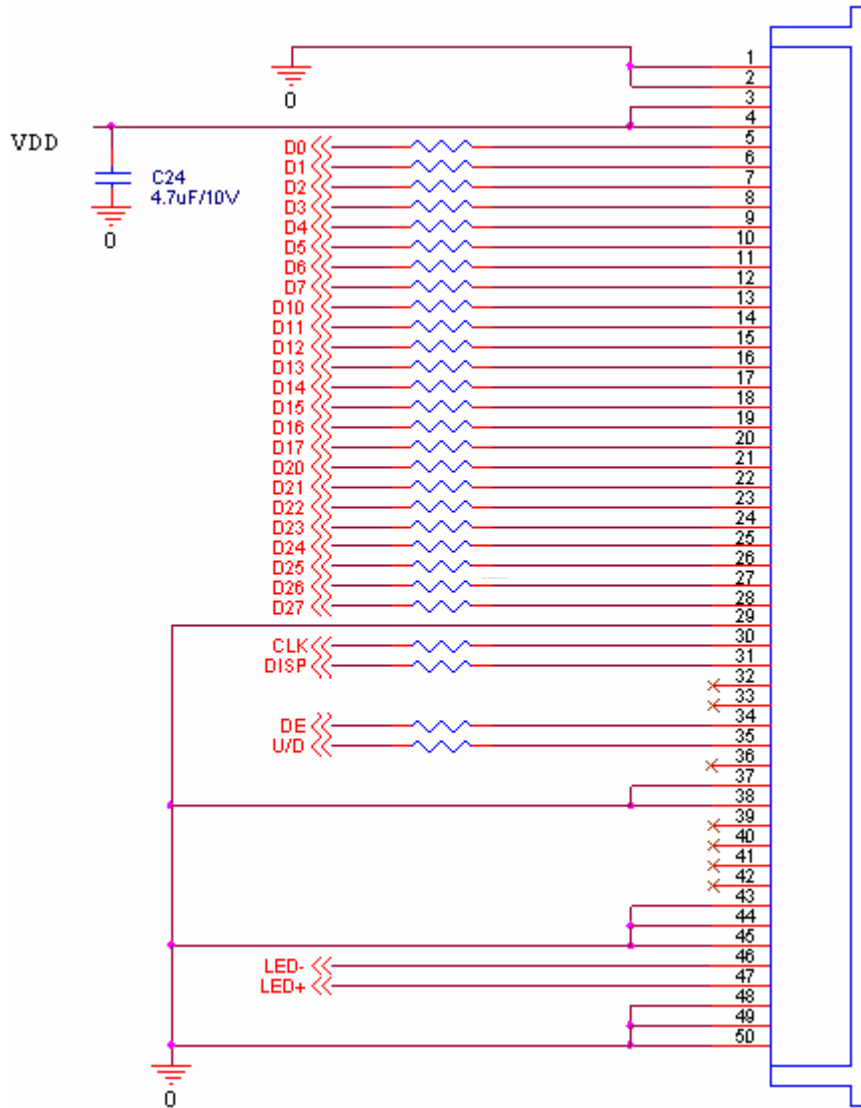 1
0
2
3
VDD
4
C24
4.7uF/10V
0
D0 5
D1 6
D2 7
D3 8
D4 9
D5 10
D6 11
D7 12
D10 13
D11 14
D12 15
D13 16
D14 17
D15 18
D16 19
D17 20
D20 21
D21 22
D22 23
D23 24
D24 25
D25 26
D26 27
D27 28
29
CLK 30
DISP 31
32
33
DE 34
U/D 35
36
37
38
39
40
41
42
43
44
45
LED- 46
LED+ 47
48
49
50
0